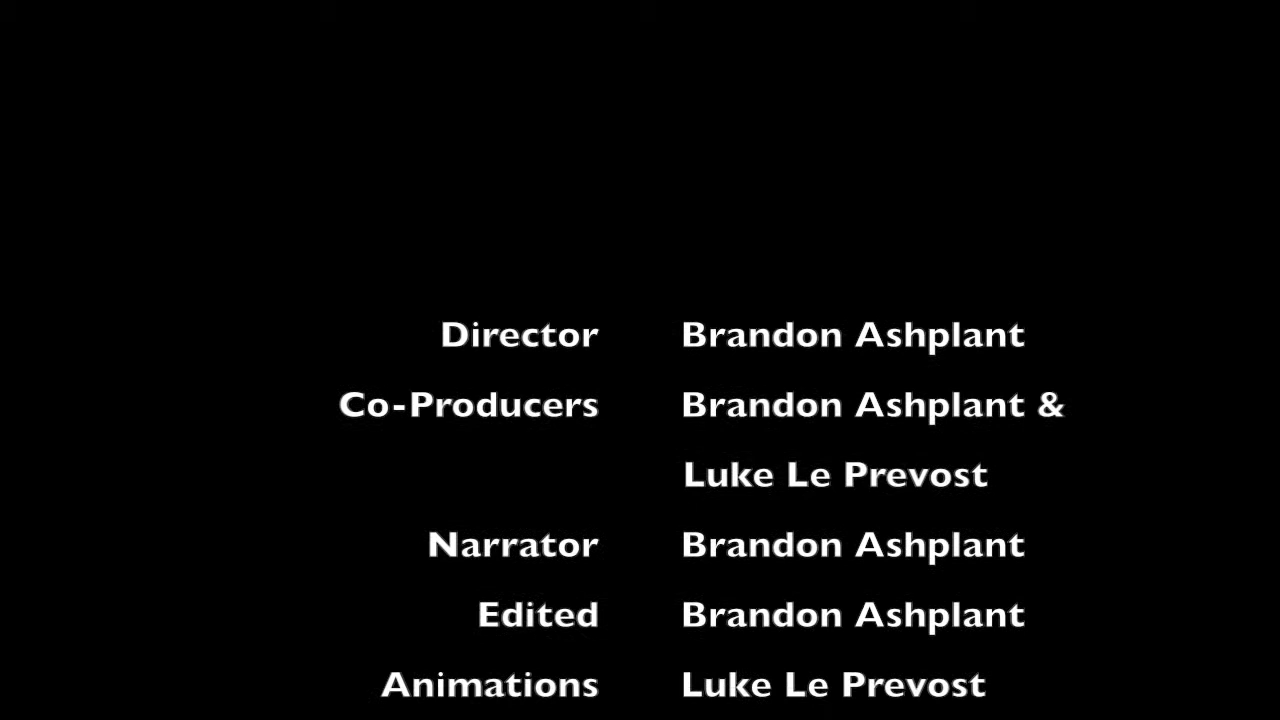 Director Brandon Ashplant
Co-Producers Brandon Ashplant &
Luke Le Prevost
Narrator Brandon Ashplant
Edited Brandon Ashplant
Animations Luke Le Prevost